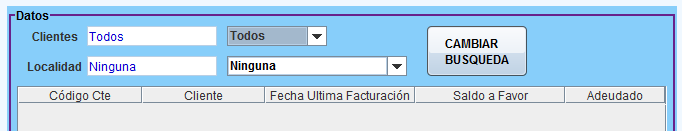 Datos
Clientes Todos Todos
CAMBIAR
BUSQUEDA
Localidad Ninguna Ninguna
Código Cte Cliente Fecha Ultima Facturación Saldo a Favor Adeudado